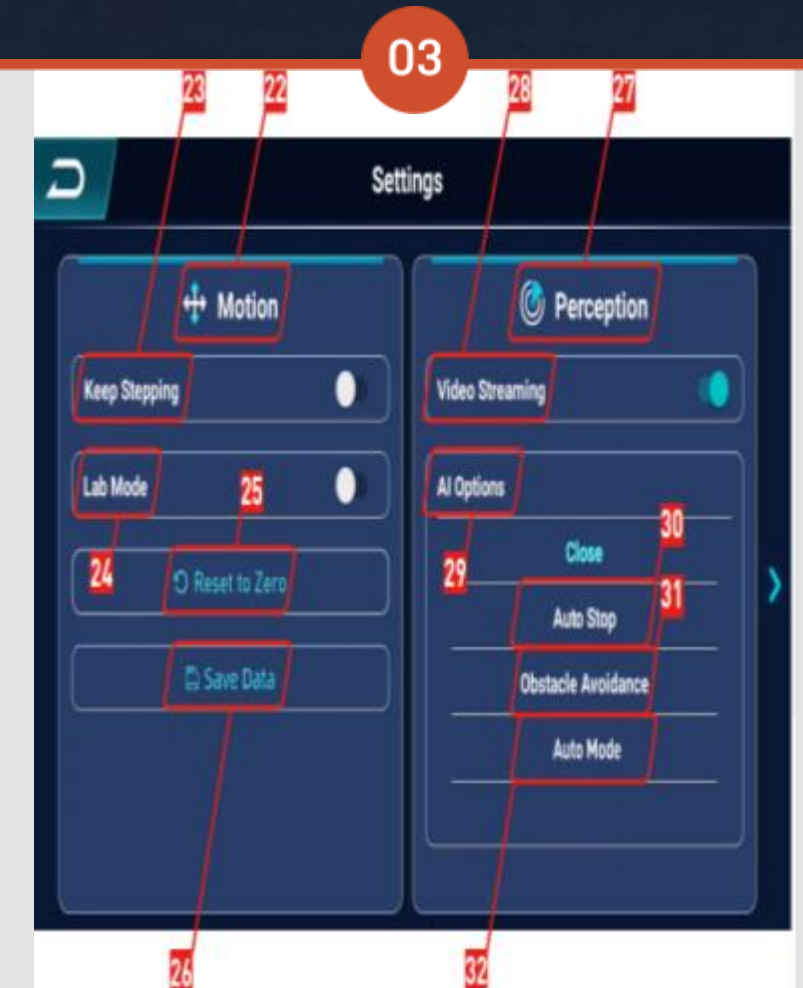 03
23 22 28 27
Settings
Motion
Perception
Keep Stepping
Video Streaming
Lab Mode
25
AI Options
30
24
Reset to Zero
29
Close
31
Auto Stop
Save Data
Obstacle Avoidance
Auto Mode
26 32